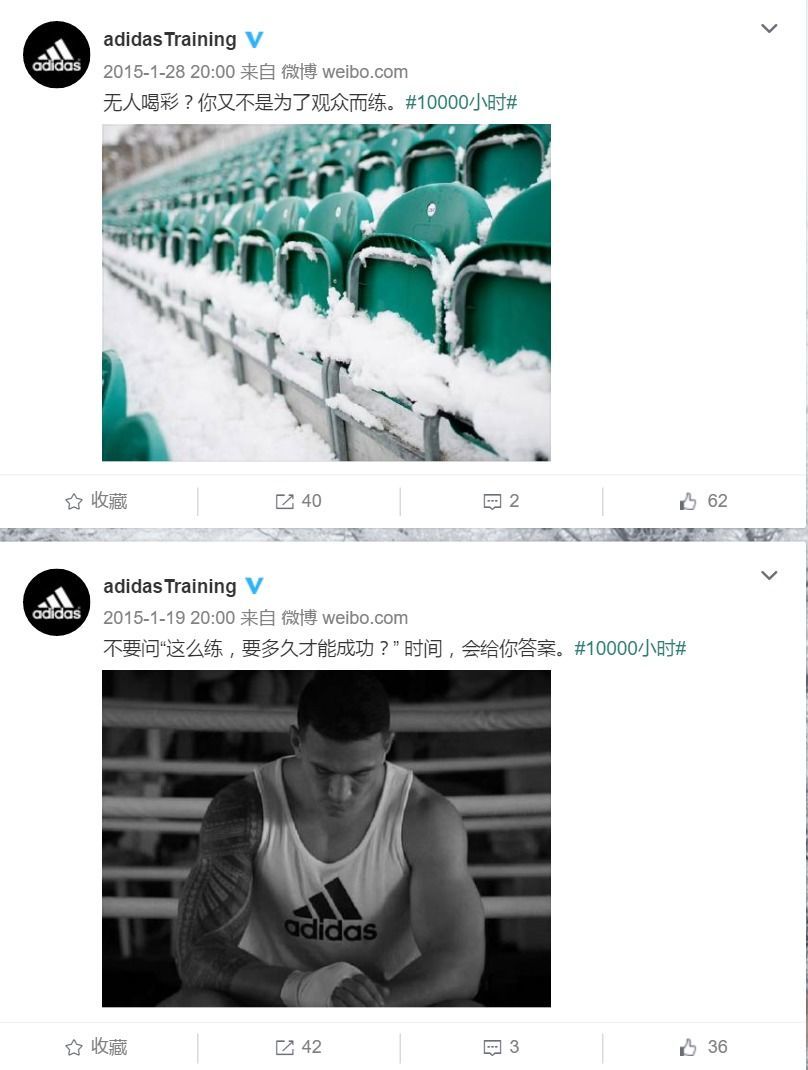 adidas
adidasTraining
2015-1-28 20:00 来自 微博 weibo.com
无人喝彩？你又不是为了观众而练。#10000小时#
收藏
40
2
62
adidas
adidasTraining
2015-1-19 20:00 来自 微博 weibo.com
不要问“这么练，要多久才能成功？” 时间，会给你答案。#10000小时#
adidas
收藏
42
3
36